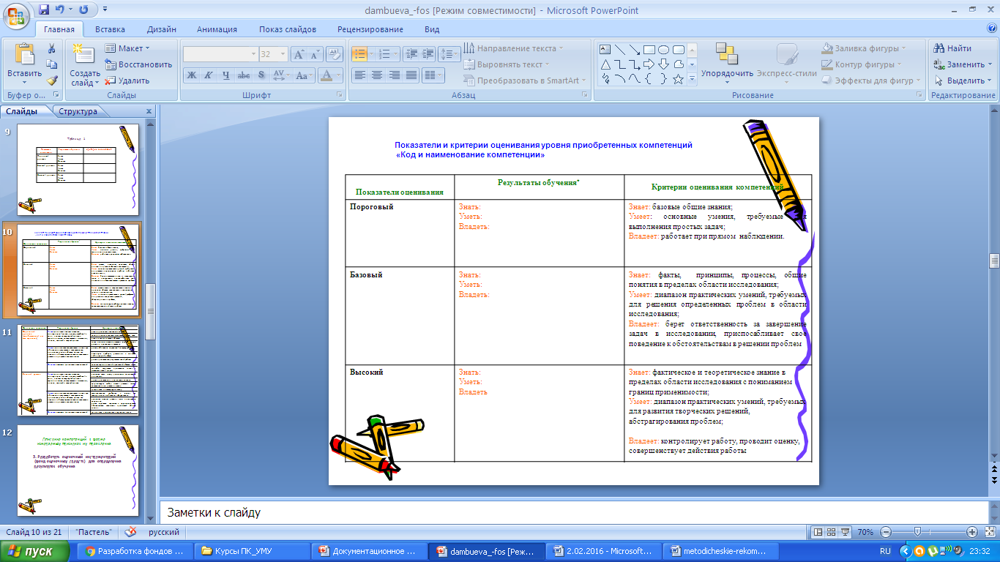 dambueva_-fos [Режим совместимости] - Microsoft PowerPoint
Главная Вставка Дизайн Анимация Показ слайдов Рецензирование Вид
Вставить
Буфер о...
Создать слайд
Макет
Восстановить
Удалить
Слайды
32
Ж К Ч abc S AV Aa A
Шрифт
Направление текста
Выровнять текст
Преобразовать в SmartArt
Абзац
Упорядочить
Экспресс-стили
Заливка фигуры
Контур фигуры
Эффекты для фигур
Рисование
Найти
Заменить
Выделить
Редактирование
Слайды Структура
9
10
11
12
Показатели и критерии оценивания уровня приобретенных компетенций
«Код и наименование компетенции»
Показатели оценивания
Результаты обучения*
Критерии оценивания компетенций
Пороговый
Знать:
Уметь:
Владеть:
Знает: базовые общие знания;
Умеет: основные умения, требуемые
выполнения простых задач;
Владеет: работает при прямом наблюдении.
Базовый
Знать:
Уметь:
Владеть:
Знает: факты, принципы, процессы, общие
понятия в пределах области исследования;
Умеет: диапазон практических умений, требуемых
для решения определенных проблем в области
исследования;
Владеет: берет ответственность за завершение
задач в исследовании, приспосабливает свое
поведение к обстоятельствам в решении проблем
Высокий
Знать:
Уметь:
Владеть
Знает: фактическое и теоретическое знание в
пределах области исследования с пониманием
границ применимости;
Умеет: диапазон практических умений, требуемых
для развития творческих решений,
абстрагирования проблем;
Владеет: контролирует работу, проводит оценку,
совершенствует действия работы
Заметки к слайду
Слайд 10 из 21 "Пастель" русский 70%
пуск
Разработка фондов ...
Курсы ПК_УМУ
Документационное ...
dambueva_-fos [Реж...
2.02.2016 - Microsoft...
metodicheskie-rekom...
RU
23:32